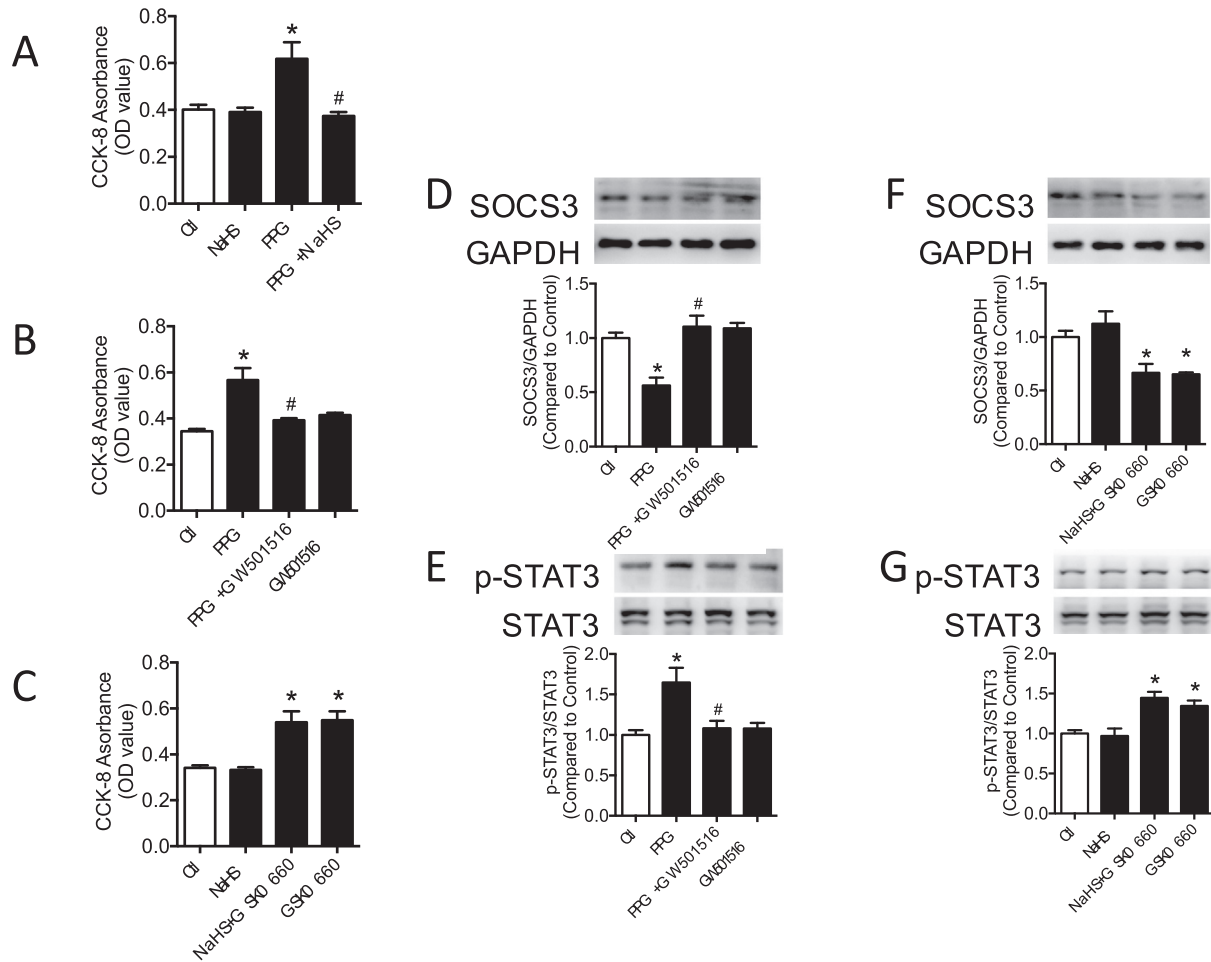 A
CCK-8 Asorbance
(OD value)
0.8
0.6
0.4
0.2
0.0
*
#
Ctl
NaHS
PPG
PPG +NaHS
B
CCK-8 Asorbance
(OD value)
0.8
0.6
0.4
0.2
0.0
*
#
Ctl
PPG
PPG +GW501516
GW501516
C
CCK-8 Asorbance
(OD value)
0.8
0.6
0.4
0.2
0.0
*
*
Ctl
NaHS
NaHS+GSK0 660
GSK0 660
D
SOCS3
GAPDH
SOCS3/GAPDH
(Compared to Control)
1.5
1.0
0.5
0.0
*
#
Ctl
PPG
PPG +GW501516
GW501516
E
p-STAT3
STAT3
p-STAT3/STAT3
(Compared to Control)
2.0
1.5
1.0
0.5
0.0
*
#
Ctl
PPG
PPG +GW501516
GW501516
F
SOCS3
GAPDH
SOCS3/GAPDH
(Compared to Control)
1.5
1.0
0.5
0.0
*
*
Ctl
NaHS
NaHS+GSK0 660
GSK0 660
G
p-STAT3
STAT3
p-STAT3/STAT3
(Compared to Control)
2.0
1.5
1.0
0.5
0.0
*
*
Ctl
NaHS
NaHS+GSK0 660
GSK0 660